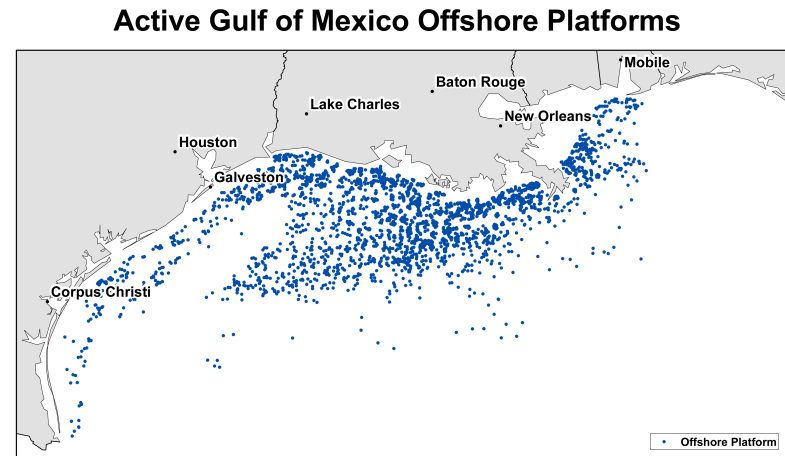 Active Gulf of Mexico Offshore Platforms
Mobile
Baton Rouge
Lake Charles
New Orleans
Houston
Galveston
Corpus Christi
Offshore Platform